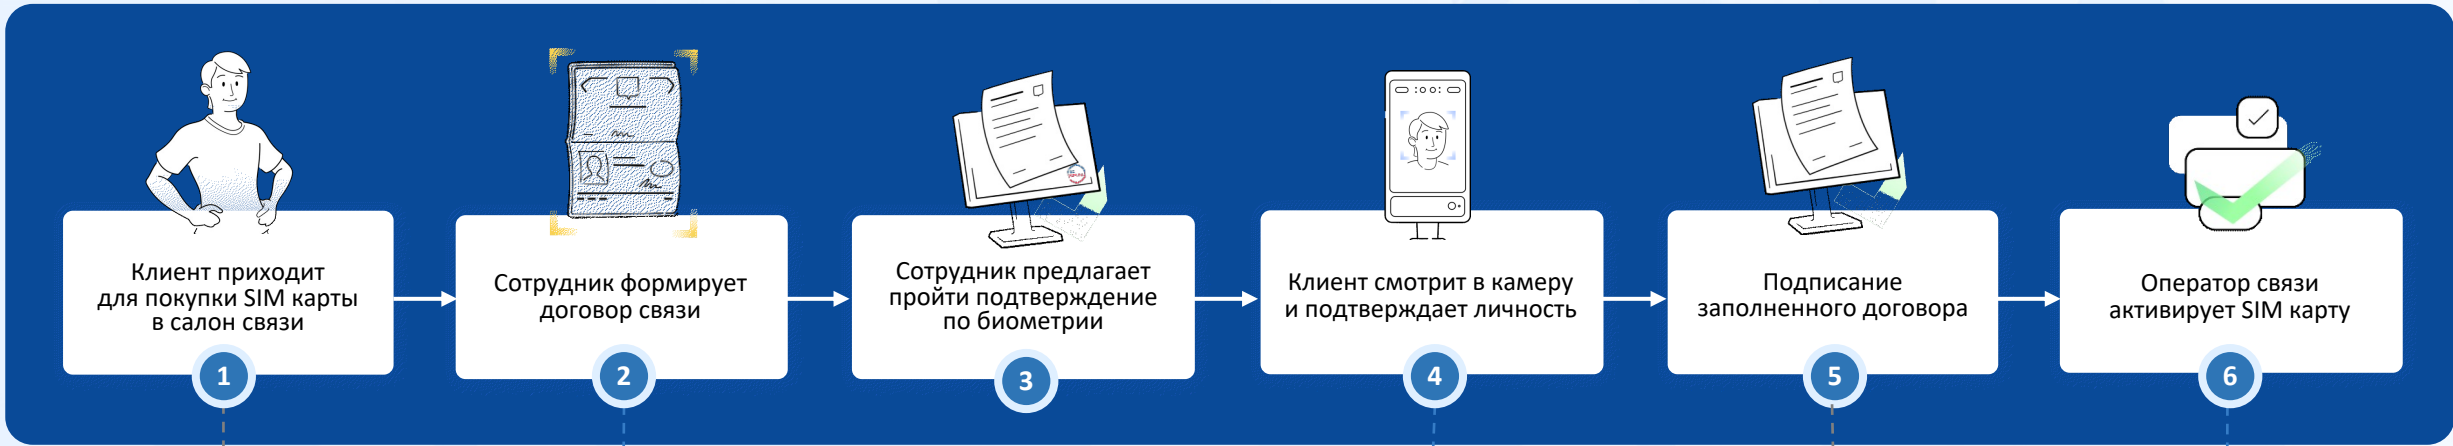 Клиент приходит
для покупки SIM карты
в салон связи
1
Сотрудник формирует
договор связи
2
Сотрудник предлагает
пройти подтверждение
по биометрии
3
Клиент смотрит в камеру
и подтверждает личность
4
Подписание
заполненного договора
5
Оператор связи
активирует SIM карту
6